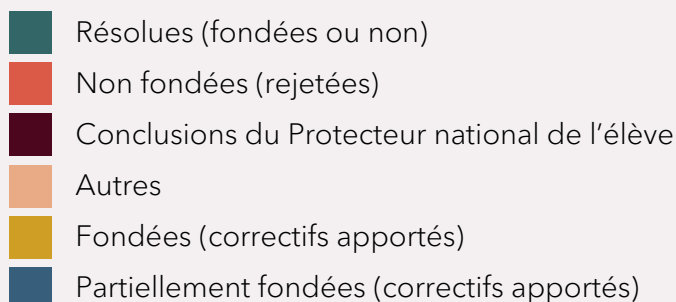 Résolues (fondées ou non)
Non fondées (rejetées)
Conclusions du Protecteur national de l’élève
Autres
Fondées (correctifs apportés)
Partiellement fondées (correctifs apportés)